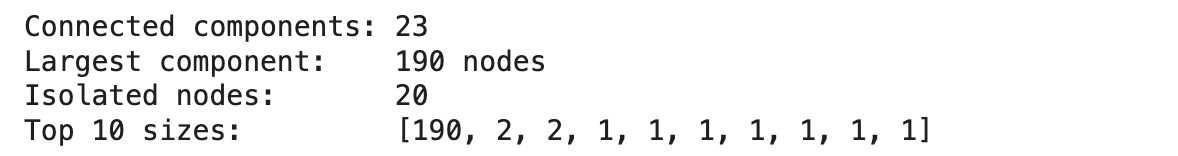 Connected components: 23
Largest component:    190 nodes
Isolated nodes:       20
Top 10 sizes:         [190, 2, 2, 1, 1, 1, 1, 1, 1, 1]